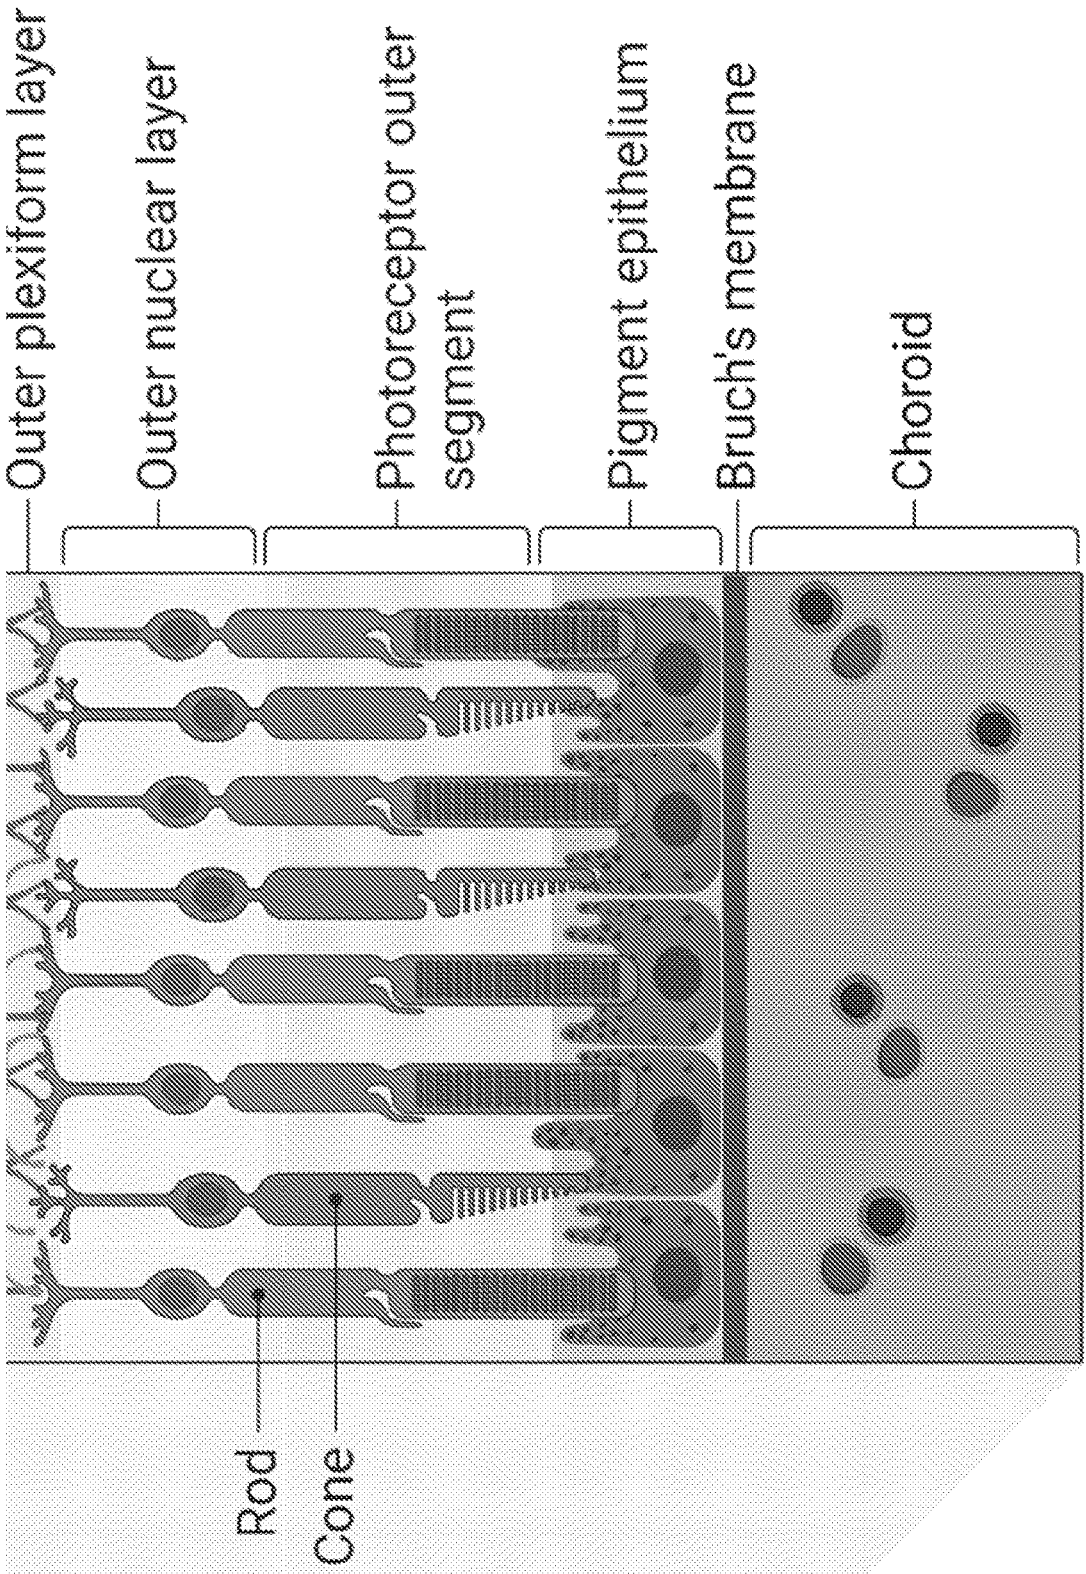 Outer plexiform layer
Outer nuclear layer
Photoreceptor outer
segment
Pigment epithelium
Bruch's membrane
Choroid
Rod
Cone